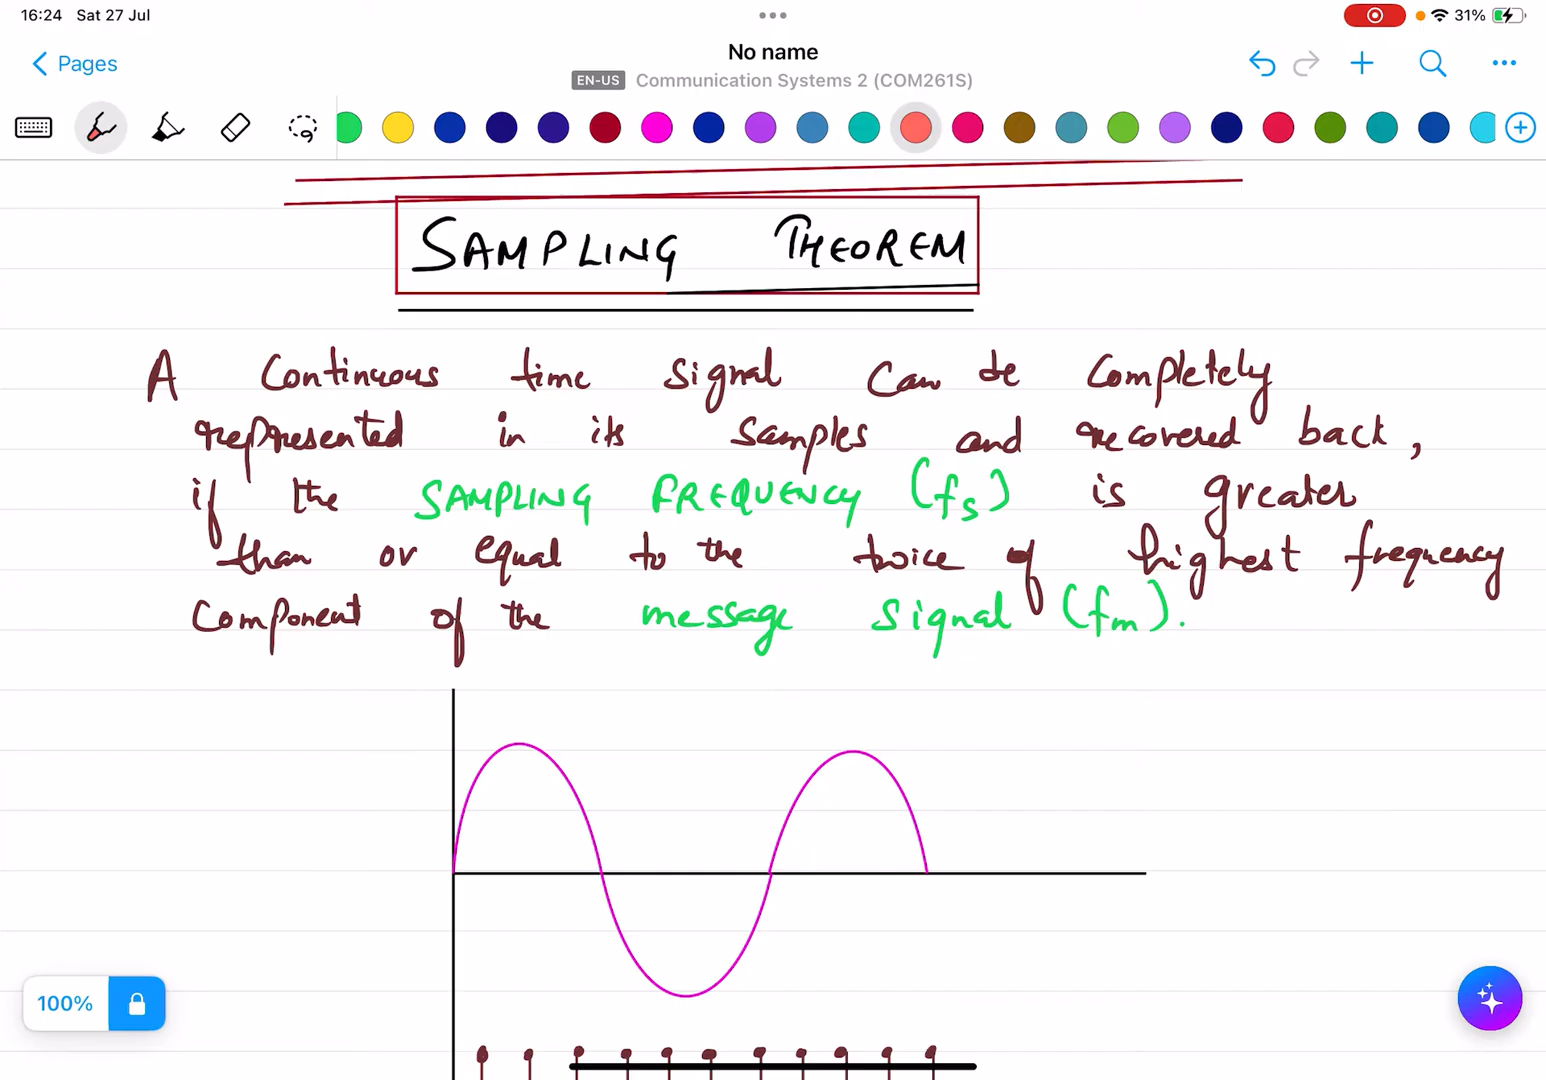 16:24 Sat 27 Jul
31%
Pages
No name
EN-US Communication Systems 2 (COM261S)
SAMPLING THEOREM
A continuous time signal can be completely
represented in its samples and recovered back,
if the SAMPLING FREQUENCY (fs) is greater
than or equal to the twice of highest frequency
component of the message signal (fm).
100%